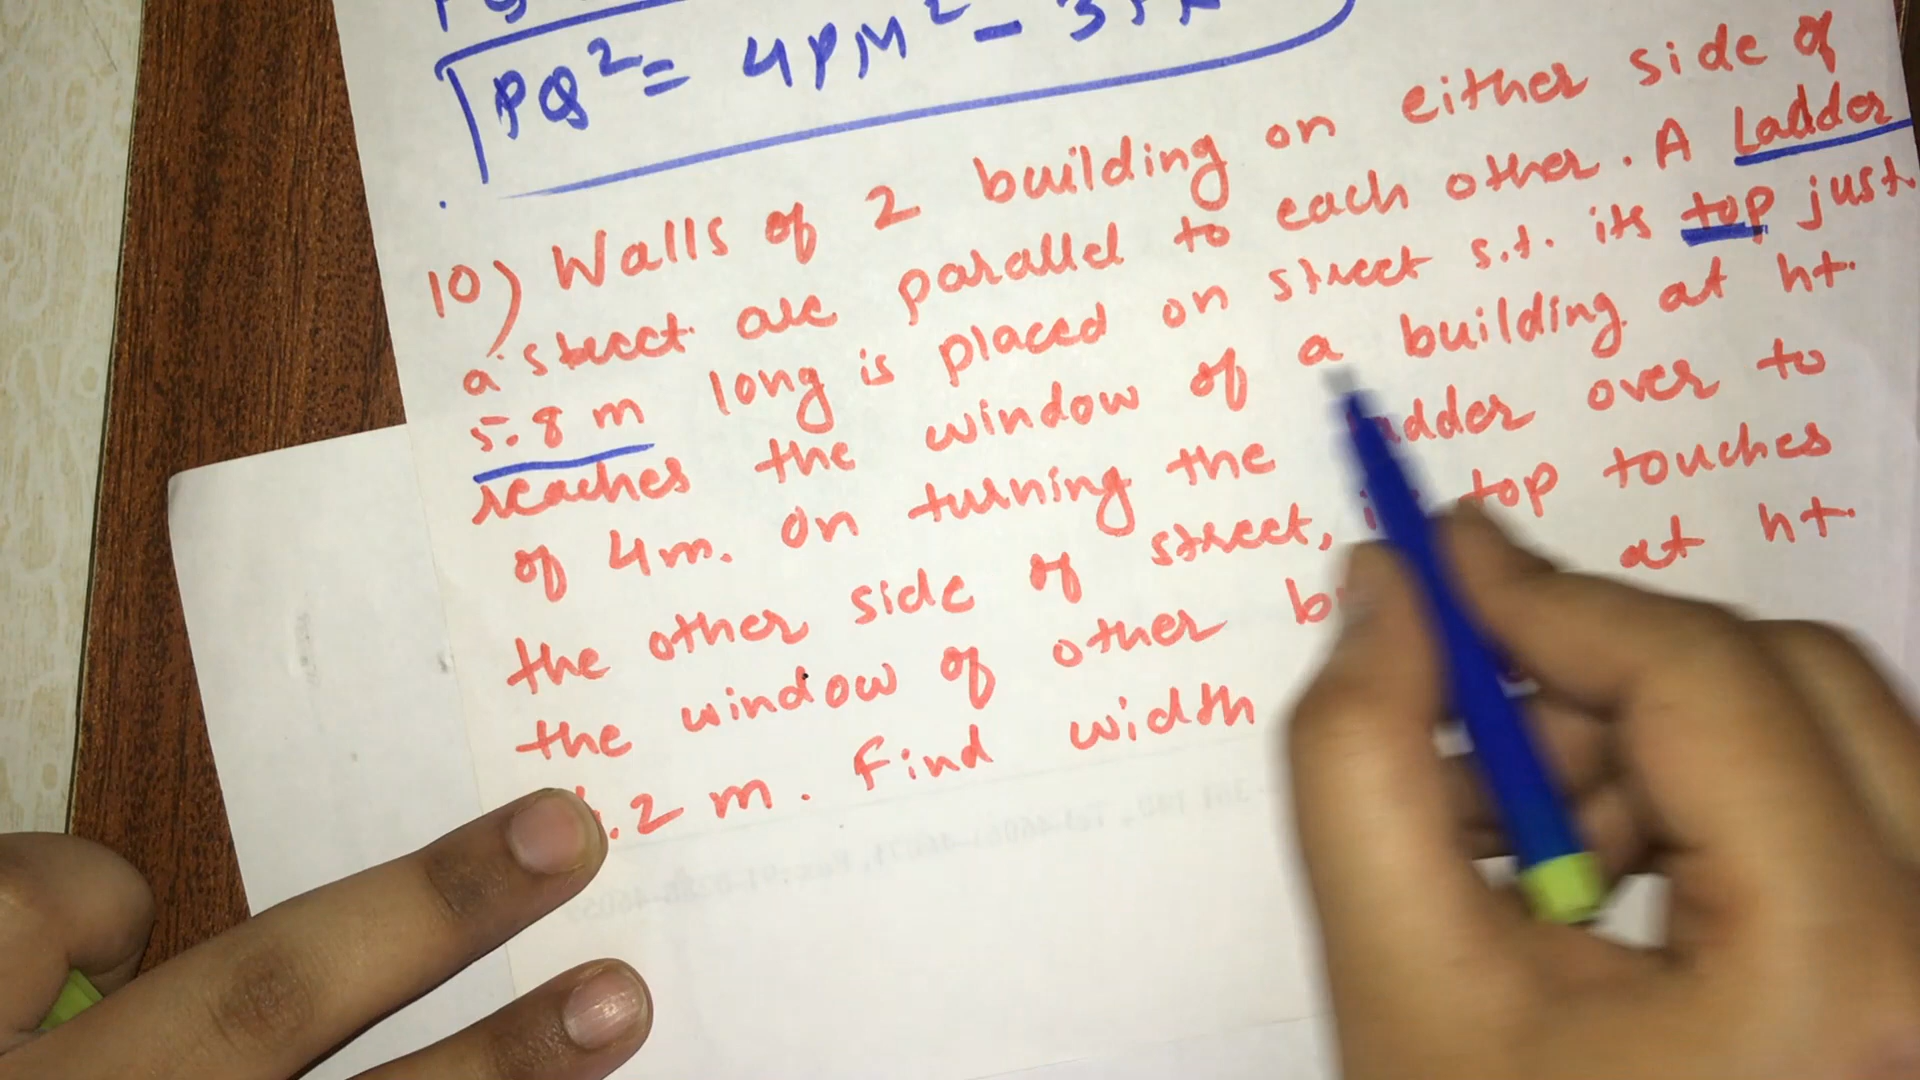 PQ² = 4PM² - 3
10) Walls of 2 building on either side of
a street are parallel to each other. A Ladder
5.8 m long is placed on street s.t. its top just
reaches the window of a building at ht.
of 4m. on turning the ladder over to
the other side of street, top touches
the window of other at ht.
.2 m. Find width